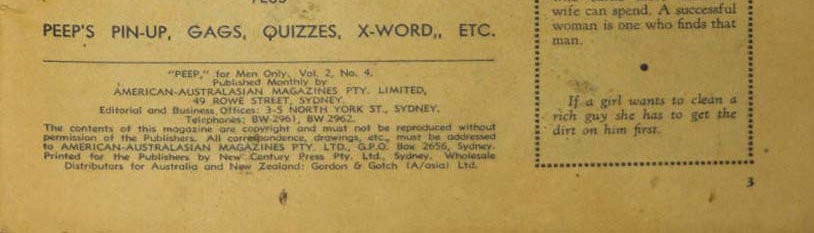 PLUS
PEEP'S PIN-UP, GAGS, QUIZZES, X-WORD,, ETC.
"PEEP," for Men Only, Vol. 2, No. 4.
Published Monthly by
AMERICAN-AUSTRALASIAN MAGAZINES PTY. LIMITED,
49 ROWE STREET, SYDNEY.
Editorial and Business Offices: 3-5 NORTH YORK ST., SYDNEY.
Telephones: BW 2961, BW 2962.
The contents of this magazine are copyright and must not be reproduced without
permission of the Publishers. All correspondence, drawings, etc., must be addressed
to AMERICAN-AUSTRALASIAN MAGAZINES PTY. LTD., G.P.O. Box 2656, Sydney.
Printed for the Publishers by New Century Press Pty. Ltd., Sydney. Wholesale
Distributors for Australia and New Zealand: Gordon & Gotch (A/asia) Ltd.
wife can spend. A successful
woman is one who finds that
man.
If a girl wants to clean a
rich guy she has to get the
dirt on him first.
3